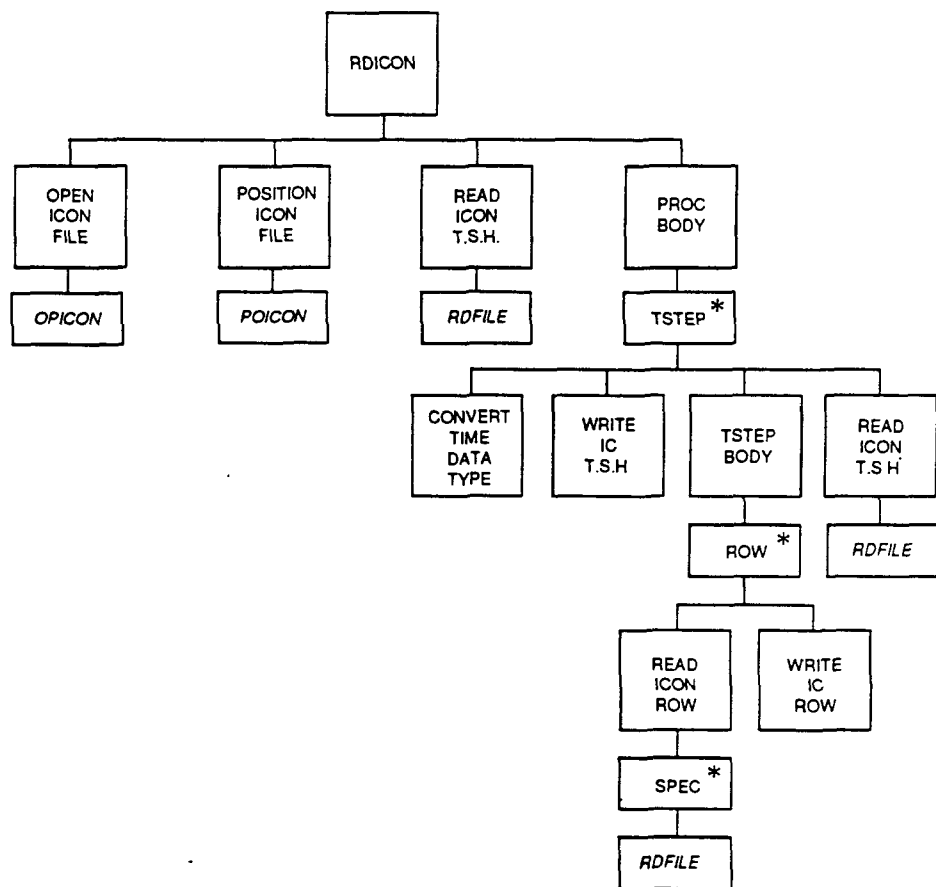 RDICON
OPEN
ICON
FILE
POSITION
ICON
FILE
READ
ICON
T.S.H.
PROC
BODY
OPICON
POICON
RDFILE
TSTEP *
CONVERT
TIME
DATA
TYPE
WRITE
IC
T.S.H
TSTEP
BODY
READ
ICON
T.S.H.
ROW *
RDFILE
READ
ICON
ROW
WRITE
IC
ROW
SPEC *
RDFILE